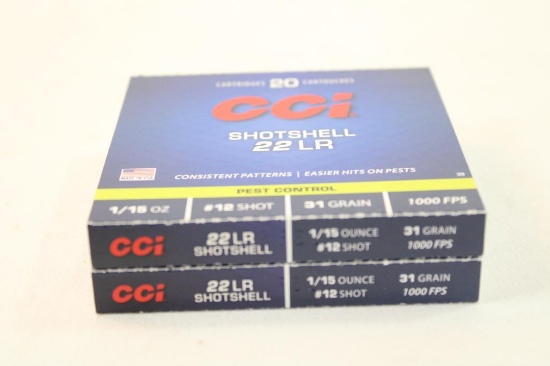 CARTRIDGES 20 CARTOUCHES
CCi
SHOTSHELL
22 LR
MADE IN U.S.A.
CONSISTENT PATTERNS | EASIER HITS ON PESTS
PEST CONTROL
1/15 OZ #12 SHOT 31 GRAIN 1000 FPS
CCi 22 LR SHOTSHELL 1/15 OUNCE #12 SHOT 31 GRAIN 1000 FPS
CCi 22 LR SHOTSHELL 1/15 OUNCE #12 SHOT 31 GRAIN 1000 FPS